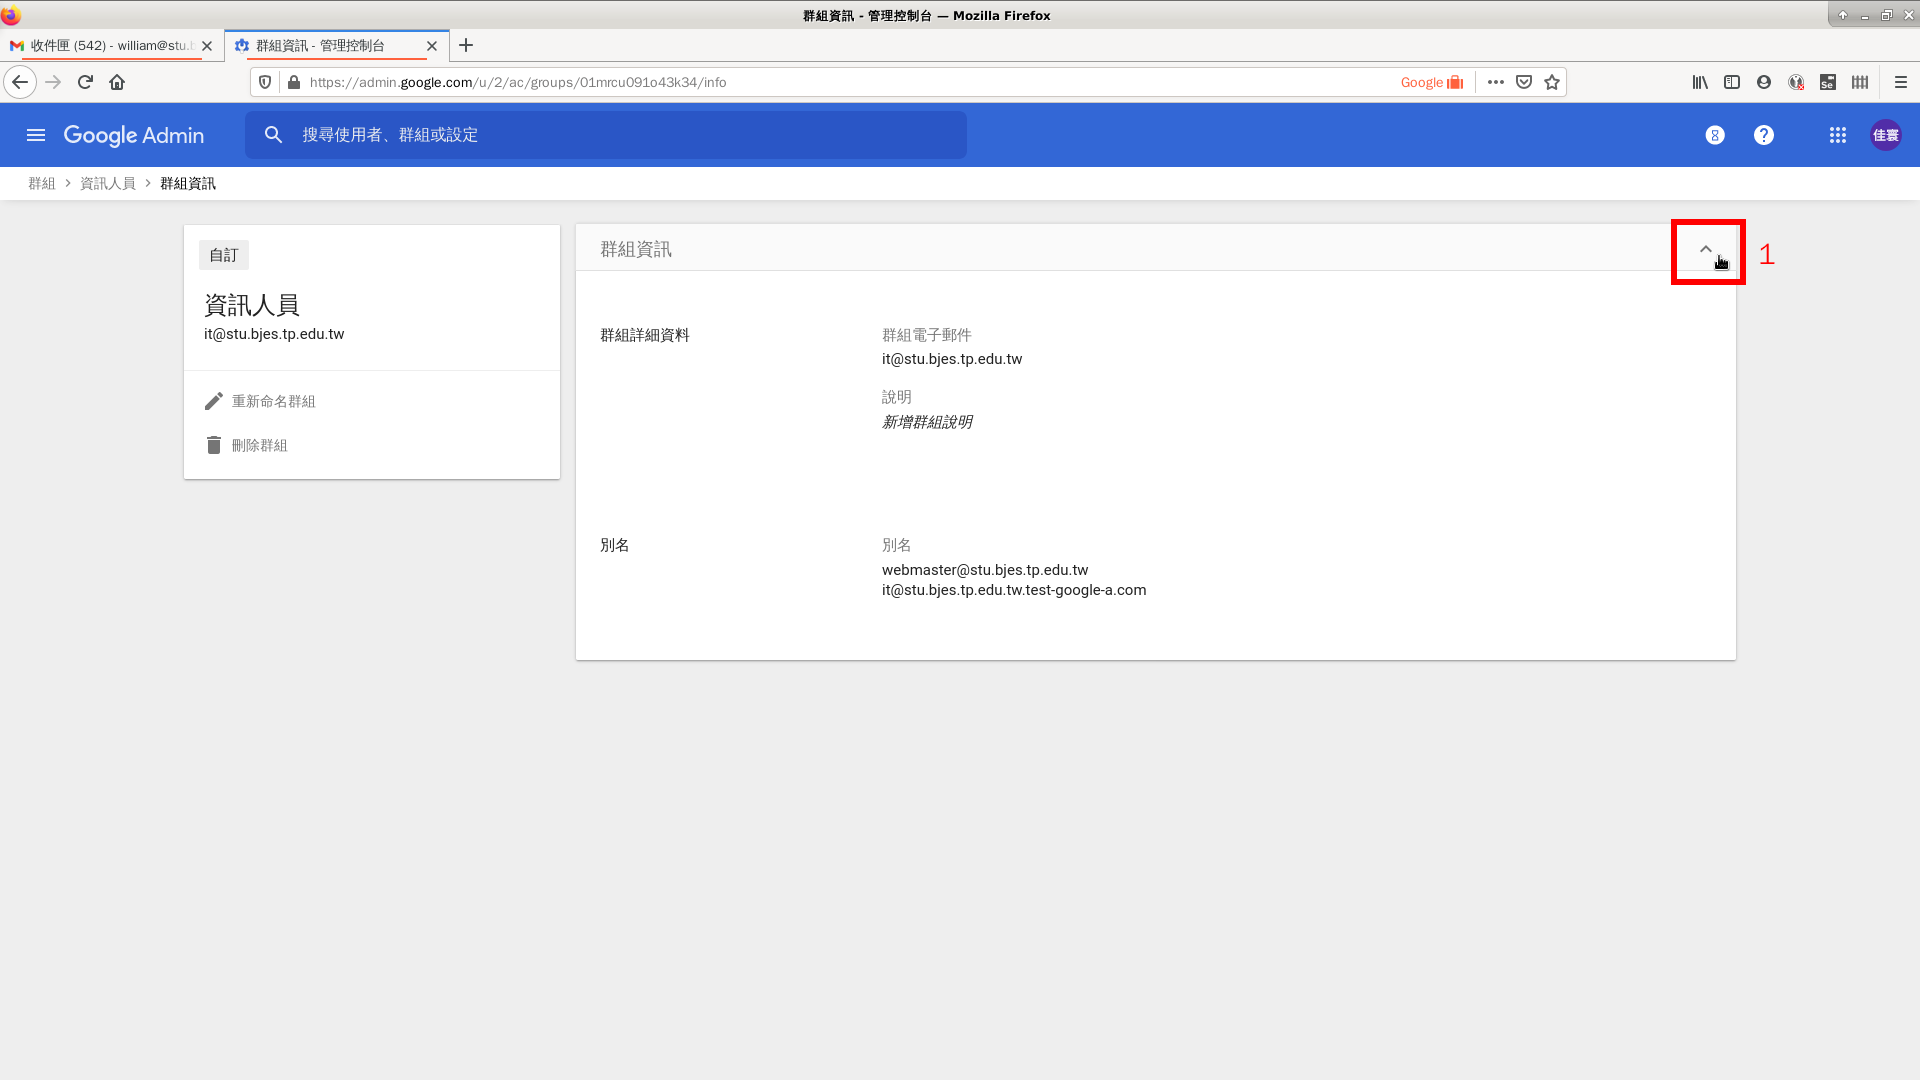 群組資訊 - 管理控制台 — Mozilla Firefox
收件匣 (542) - william@stu.b
群組資訊 - 管理控制台
https://admin.google.com/u/2/ac/groups/01mrcu091o43k34/info
Google
Se
Google Admin
搜尋使用者、群組或設定
佳寰
群組 > 資訊人員 > 群組資訊
自訂
資訊人員
it@stu.bjes.tp.edu.tw
重新命名群組
刪除群組
群組資訊
1
群組詳細資料
群組電子郵件
it@stu.bjes.tp.edu.tw
說明
新增群組說明
別名
別名
webmaster@stu.bjes.tp.edu.tw
it@stu.bjes.tp.edu.tw.test-google-a.com